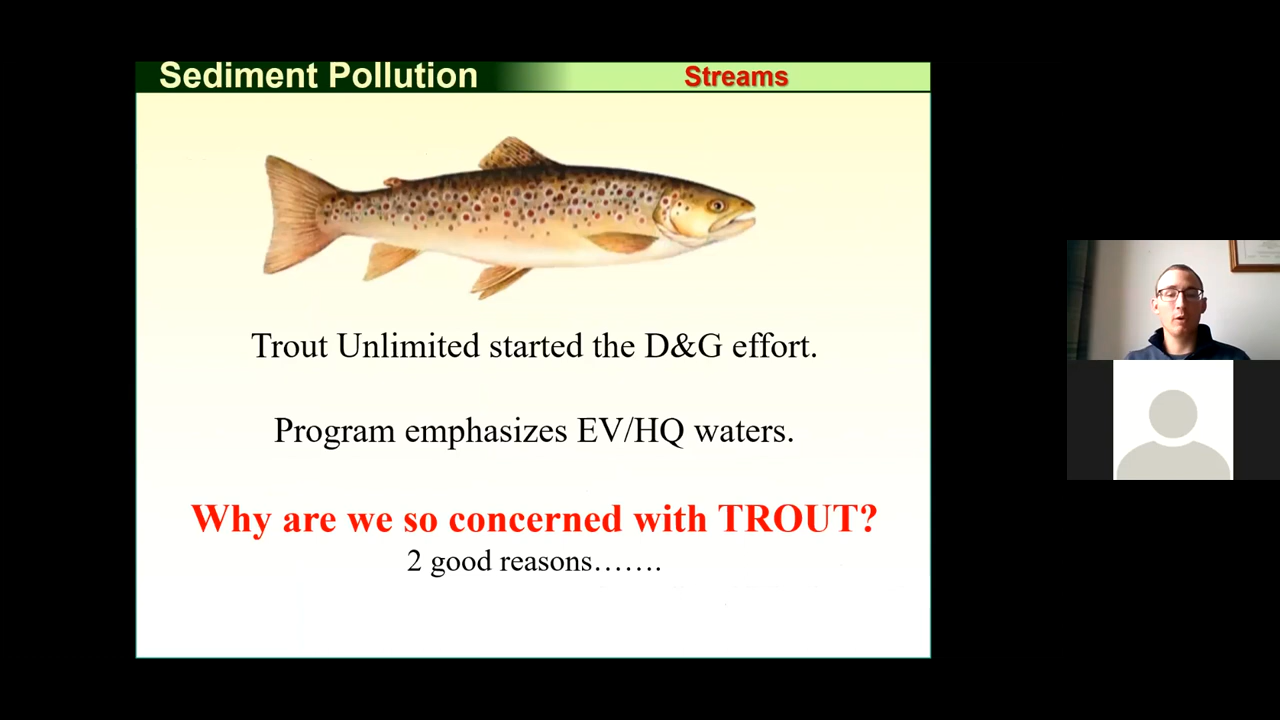 Sediment Pollution
Streams
Trout Unlimited started the D&G effort.
Program emphasizes EV/HQ waters.
Why are we so concerned with TROUT?
2 good reasons…….